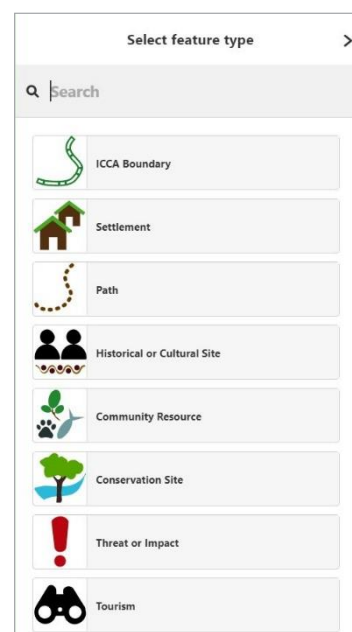 Select feature type
Search
ICCA Boundary
Settlement
Path
Historical or Cultural Site
Community Resource
Conservation Site
Threat or Impact
Tourism